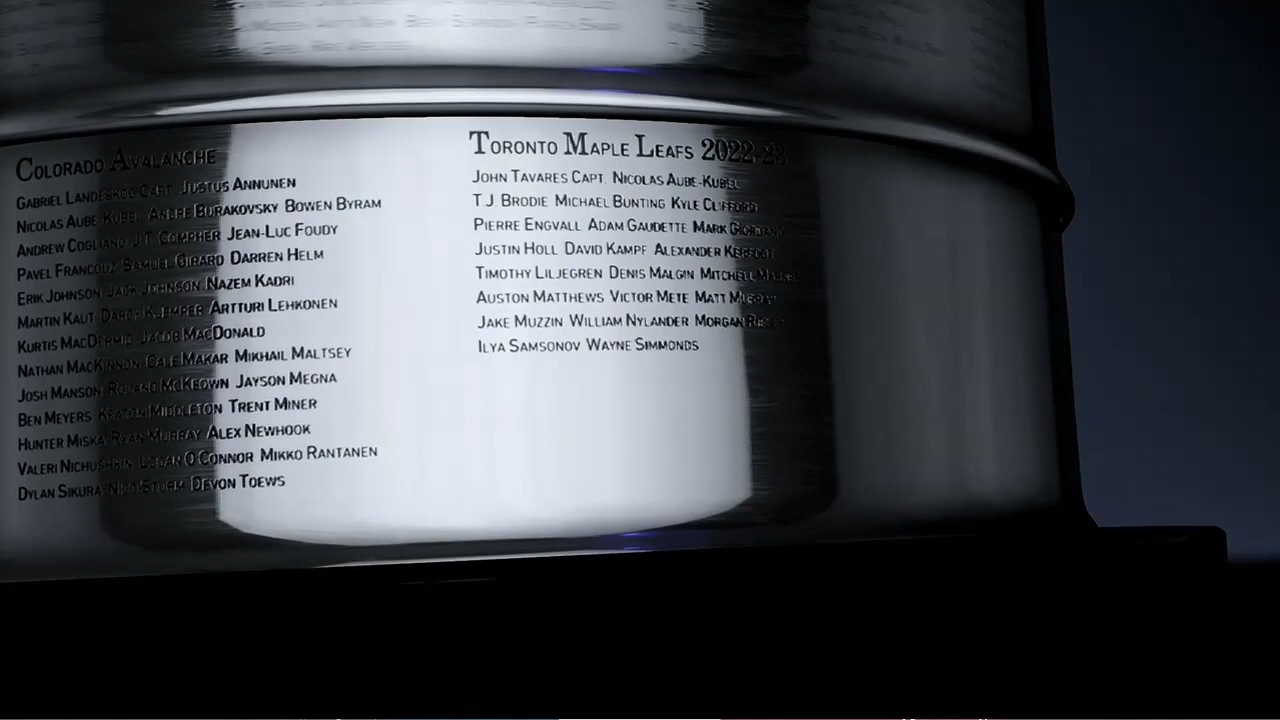 COLORADO AVALANCHE
GABRIEL LANDESKOG CAPT. JUSTUS ANNUNEN
NICOLAS AUBE-KUBEL ANDRE BURAKOVSKY BOWEN BYRAM
ANDREW COGLIANO J.T. COMPHER JEAN-LUC FOUDY
PAVEL FRANCOUZ SAMUEL GIRARD DARREN HELM
ERIK JOHNSON JACK JOHNSON NAZEM KADRI
MARTIN KAUT DARCY KUEMPER ARTTURI LEHKONEN
KURTIS MACDERMID JACOB MACDONALD
NATHAN MACKINNON CALE MAKAR MIKHAIL MALTSEV
JOSH MANSON ROLAND MCKEOWN JAYSON MEGNA
BEN MEYERS KEATON MIDDLETON TRENT MINER
HUNTER MISKA RYAN MURRAY ALEX NEWHOOK
VALERI NICHUSHKIN LOGAN O'CONNOR MIKKO RANTANEN
DYLAN SIKURA NICO STURM DEVON TOEWS
TORONTO MAPLE LEAFS 2022-23
JOHN TAVARES CAPT. NICOLAS AUBE-KUBEL
T J BRODIE MICHAEL BUNTING KYLE CLIFFORD
PIERRE ENGVALL ADAM GAUDETTE MARK GIORDANO
JUSTIN HOLL DAVID KAMPF ALEXANDER KERFOOT
TIMOTHY LILJEGREN DENIS MALGIN MITCHELL MARNER
AUSTON MATTHEWS VICTOR METE MATT MURRAY
JAKE MUZZIN WILLIAM NYLANDER MORGAN RIELLY
ILYA SAMSONOV WAYNE SIMMONDS